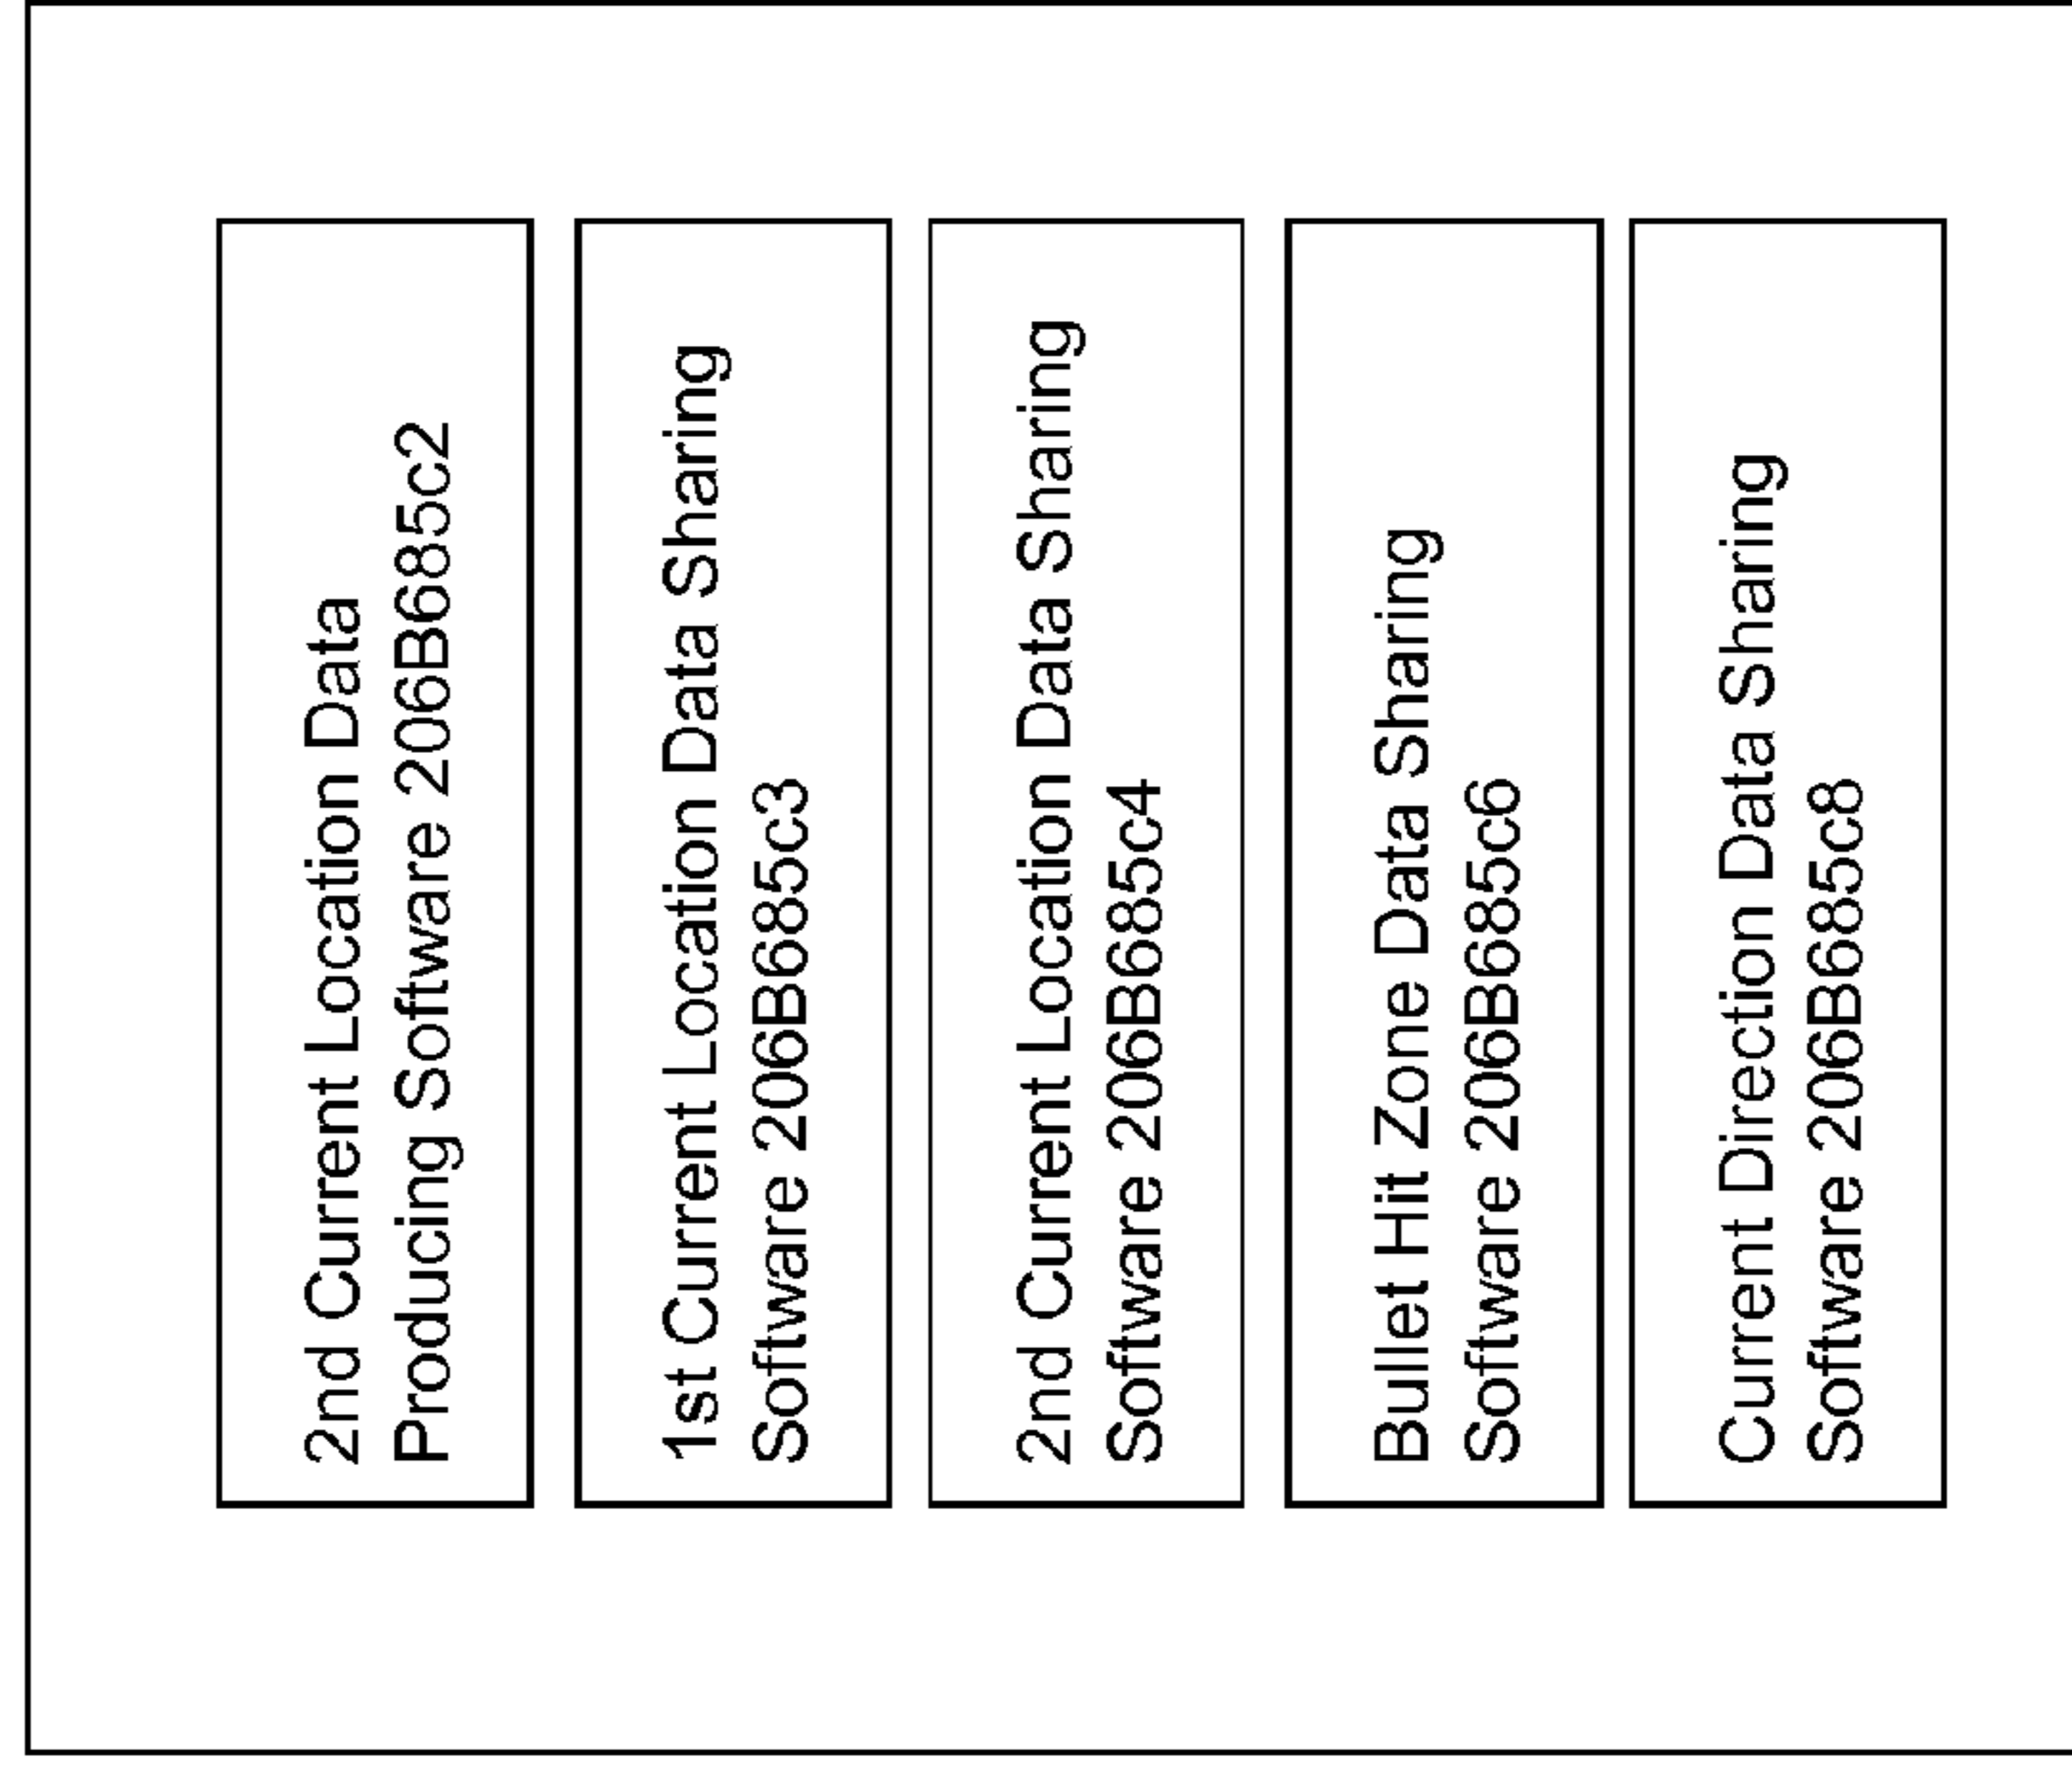 2nd Current Location Data
Producing Software 206B685c2
1st Current Location Data Sharing
Software 206B685c3
2nd Current Location Data Sharing
Software 206B685c4
Bullet Hit Zone Data Sharing
Software 206B685c6
Current Direction Data Sharing
Software 206B685c8